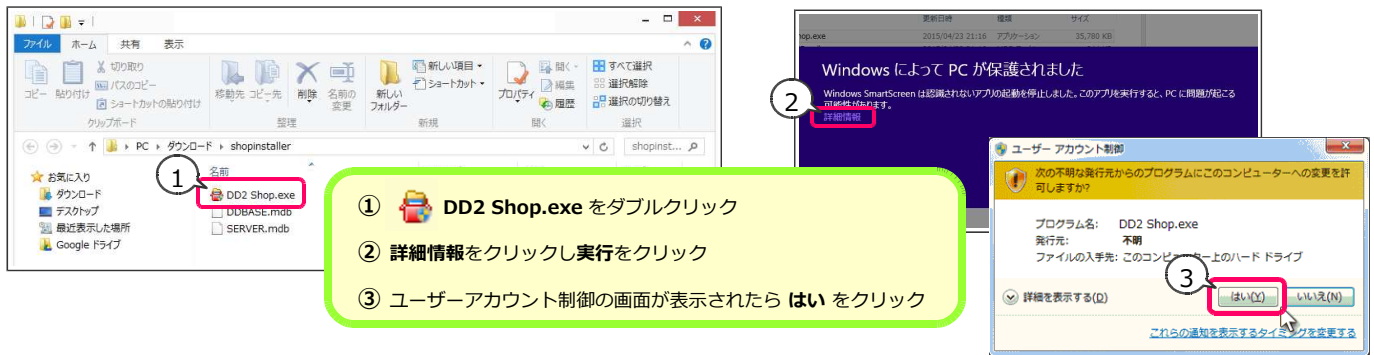 ファイル ホーム 共有 表示
コピー 貼り付け
切り取り
パスのコピー
ショートカットの貼り付け
クリップボード
移動先 コピー先 削除 名前の
変更
整理
新しい
フォルダー
新しい項目
ショートカット
新規
プロパティ
開く
編集
履歴
開く
すべて選択
選択解除
選択の切り替え
選択
PC ダウンロード shopinstaller
shopinst...
お気に入り
ダウンロード
デスクトップ
最近表示した場所
Google ドライブ
名前
1
DD2 Shop.exe
DDBASE.mdb
SERVER.mdb
① DD2 Shop.exe をダブルクリック
② 詳細情報をクリックし実行をクリック
③ ユーザーアカウント制御の画面が表示されたら はい をクリック
更新日時 種類 サイズ
hop.exe 2015/04/23 21:16 アプリケーション 35,780 KB
Windows によって PC が保護されました
Windows SmartScreen は認識されないアプリの起動を停止しました。このアプリを実行すると、PC に問題が起こる
可能性があります。
2
詳細情報
ユーザー アカウント制御
次の不明な発行元からのプログラムにこのコンピューターへの変更を許
可しますか?
プログラム名: DD2 Shop.exe
発行元: 不明
ファイルの入手先: このコンピューター上のハード ドライブ
3
詳細を表示する(D)
はい(Y) いいえ(N)
これらの通知を表示するタイミングを変更する